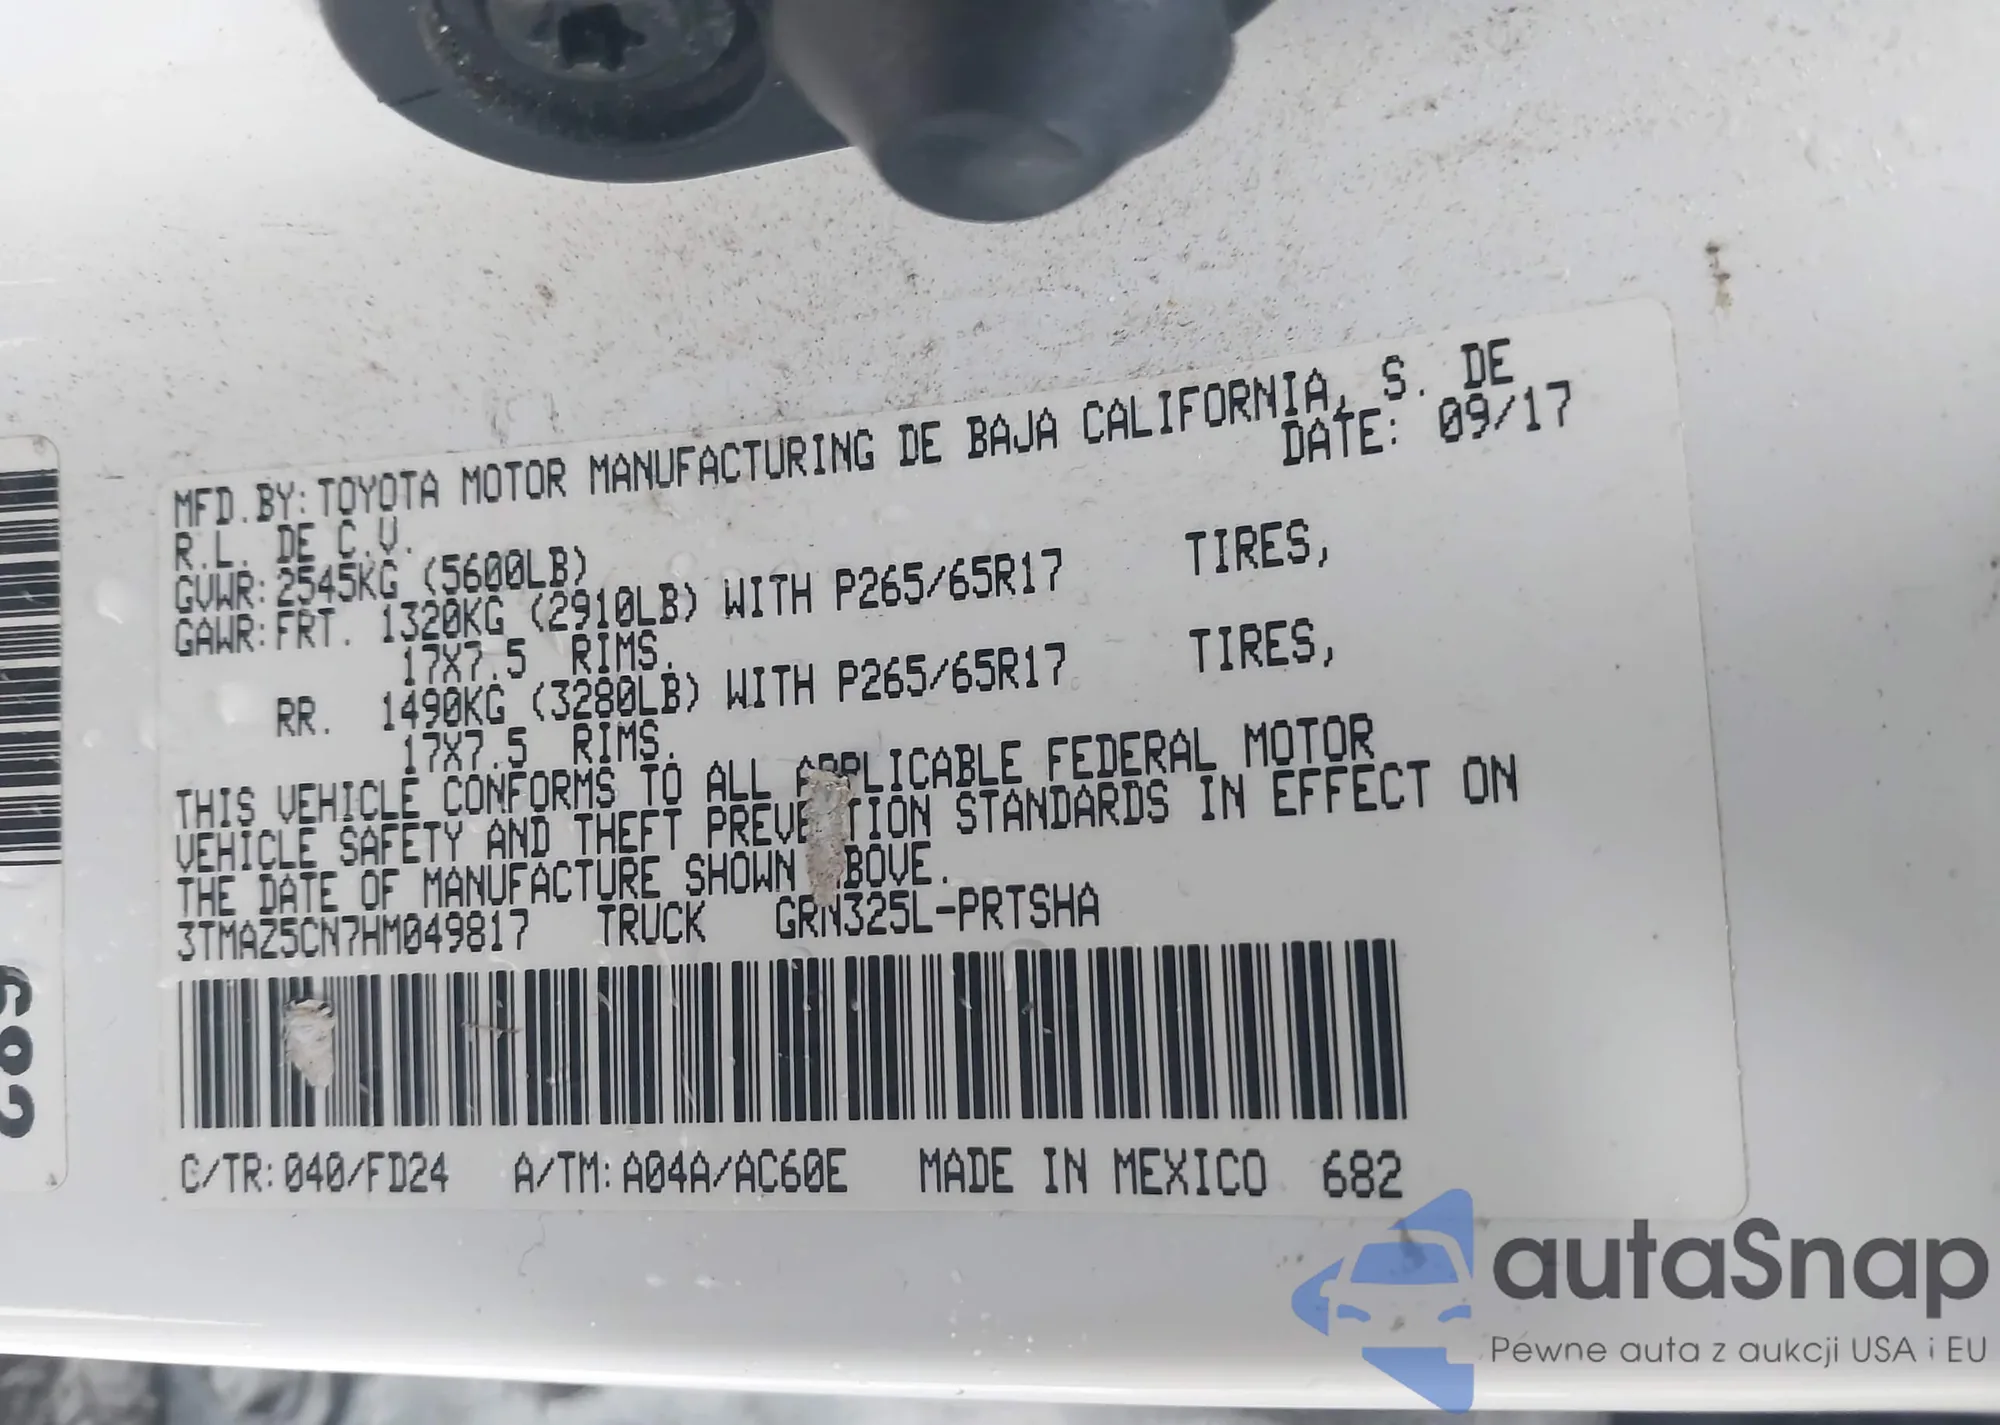 MFD.BY:TOYOTA MOTOR MANUFACTURING DE BAJA CALIFORNIA, S. DE
R.L. DE C.V. DATE: 09/17
GVWR:2545KG (5600LB)
GAWR:FRT. 1320KG (2910LB) WITH P265/65R17 TIRES,
17X7.5 RIMS.
RR. 1490KG (3280LB) WITH P265/65R17 TIRES,
17X7.5 RIMS.
THIS VEHICLE CONFORMS TO ALL APPLICABLE FEDERAL MOTOR
VEHICLE SAFETY AND THEFT PREVENTION STANDARDS IN EFFECT ON
THE DATE OF MANUFACTURE SHOWN ABOVE.
3TMAZ5CN7HM049817 TRUCK GRN325L-PRTSHA
C/TR:040/FD24 A/TM:A04A/AC60E MADE IN MEXICO 682
682
autaSnap
Pewne auta z aukcji USA i EU